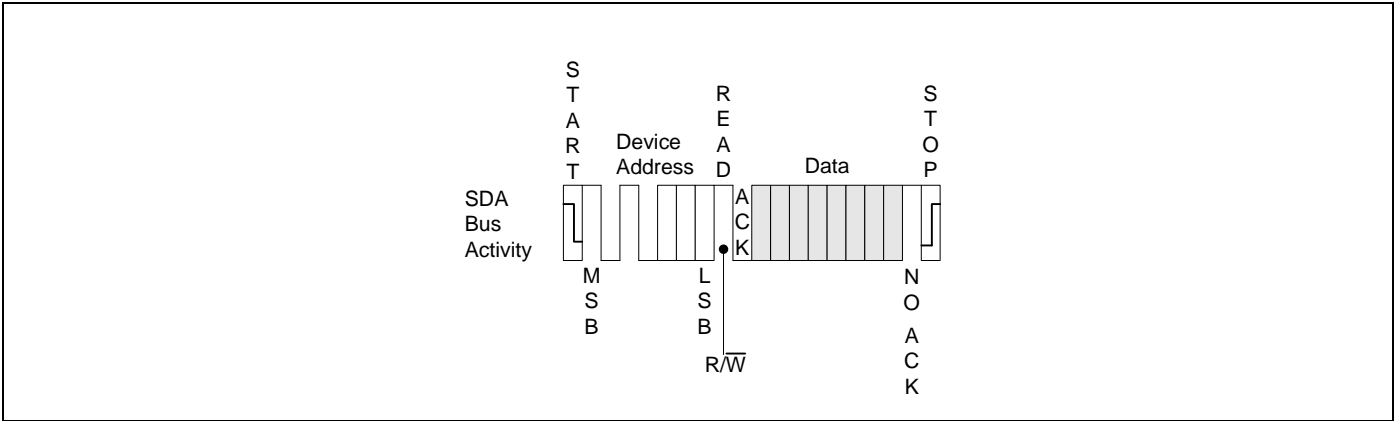 START
Device
Address
READ
Data
STOP
SDA
Bus
Activity
ACK
MSB
LSB
R/W̅
NO ACK